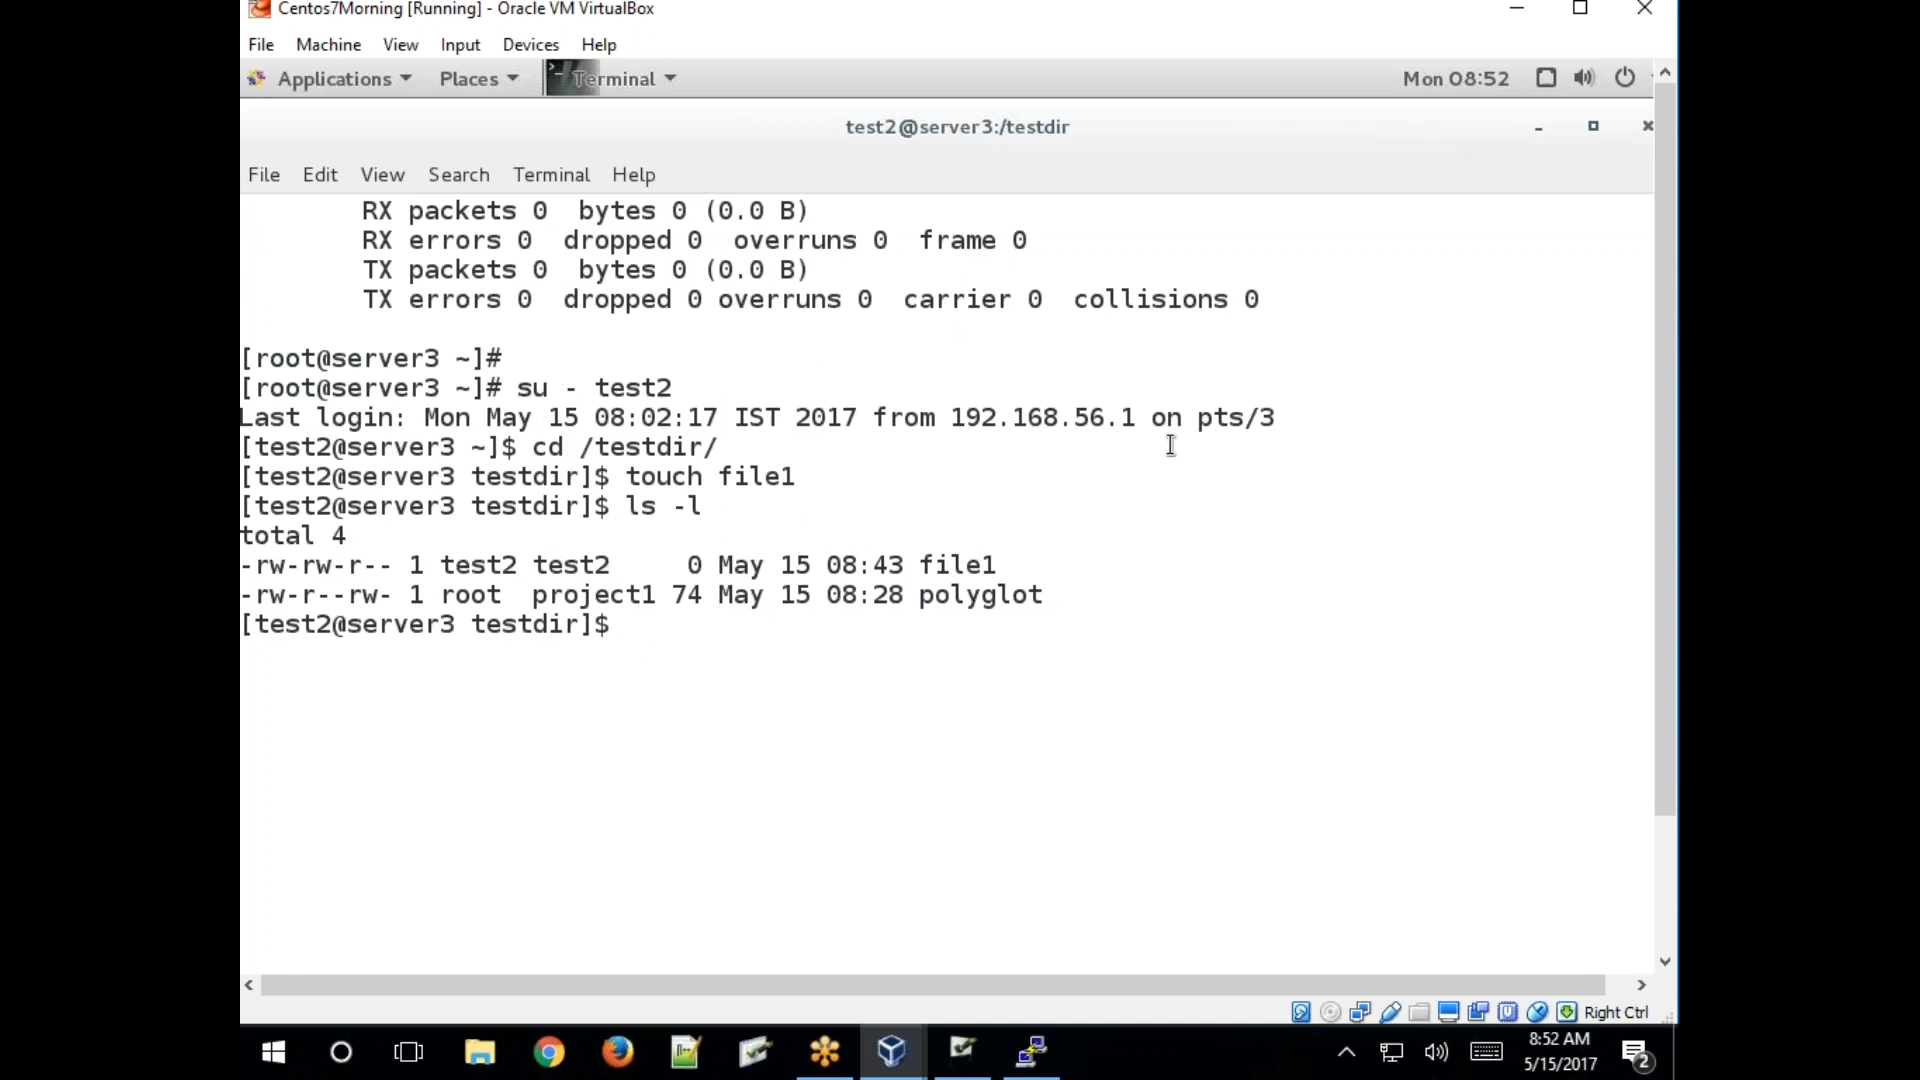 Centos7Morning [Running] - Oracle VM VirtualBox
File Machine View Input Devices Help
Applications Places Terminal Mon 08:52
test2@server3:/testdir
File Edit View Search Terminal Help
RX packets 0  bytes 0 (0.0 B)
RX errors 0  dropped 0  overruns 0  frame 0
TX packets 0  bytes 0 (0.0 B)
TX errors 0  dropped 0 overruns 0  carrier 0  collisions 0
[root@server3 ~]#
[root@server3 ~]# su - test2
Last login: Mon May 15 08:02:17 IST 2017 from 192.168.56.1 on pts/3
[test2@server3 ~]$ cd /testdir/
[test2@server3 testdir]$ touch file1
[test2@server3 testdir]$ ls -l
total 4
-rw-rw-r-- 1 test2 test2     0 May 15 08:43 file1
-rw-r--rw- 1 root  project1 74 May 15 08:28 polyglot
[test2@server3 testdir]$
Right Ctrl
8:52 AM
5/15/2017
2